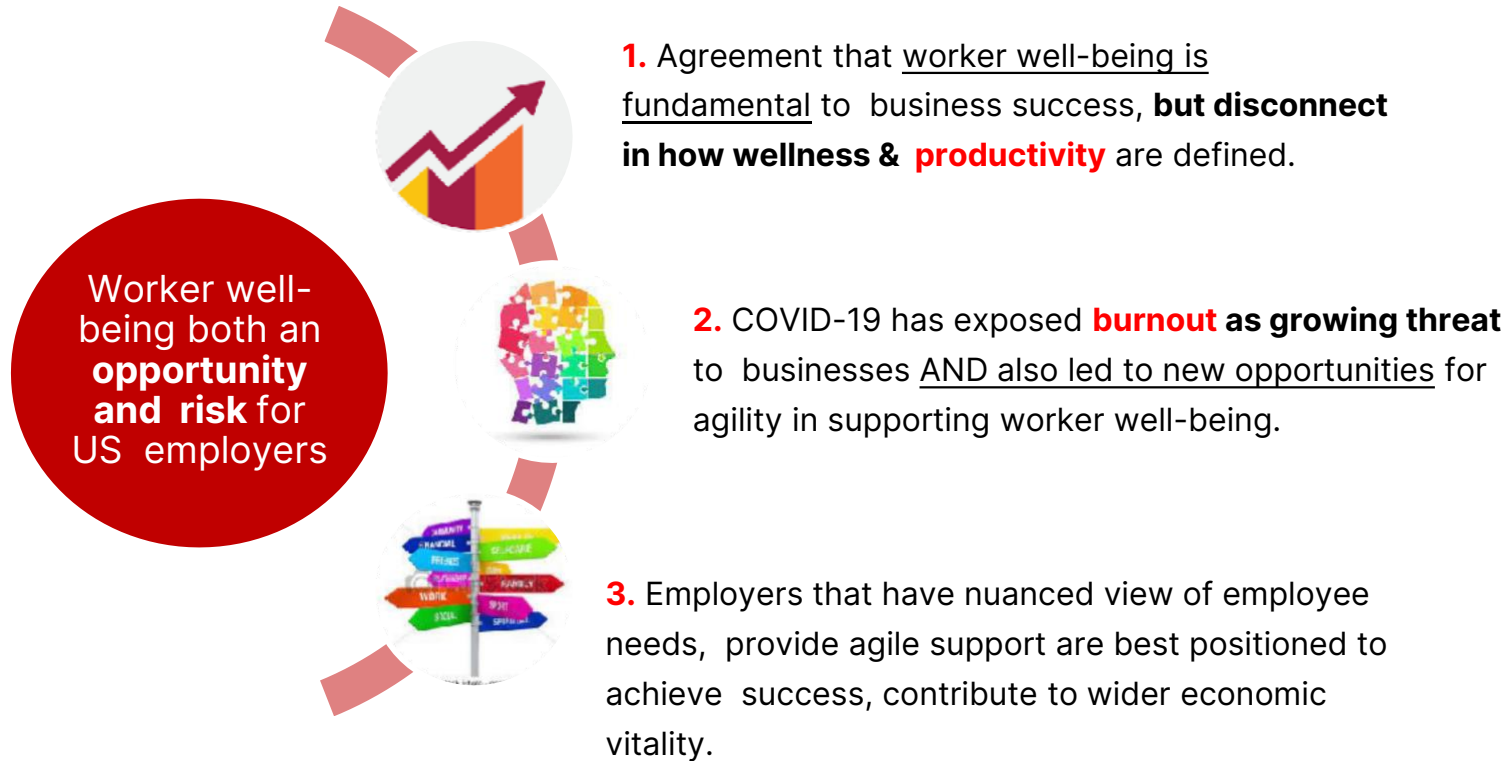 Worker well-
being both an
opportunity
and risk for
US employers
1. Agreement that worker well-being is
fundamental to business success, but disconnect
in how wellness & productivity are defined.
2. COVID-19 has exposed burnout as growing threat
to businesses AND also led to new opportunities for
agility in supporting worker well-being.
FRIENDS
SELFCARE
FAMILY
WORK
SPORT
SOCIAL
3. Employers that have nuanced view of employee
needs, provide agile support are best positioned to
achieve success, contribute to wider economic
vitality.